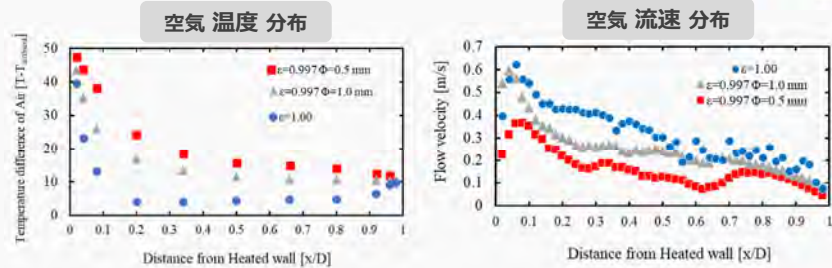 空気 温度 分布
空気 流速 分布
Temperature difference of Air [T-T
50
40
30
20
10
0
ε=0.997 Φ=0.5 mm
ε=0.997 Φ=1.0 mm
ε=1.00
0 0.1 0.2 0.3 0.4 0.5 0.6 0.7 0.8 0.9 1
Distance from Heated wall [x/D]
Flow velocity [m/s]
0.7
0.6
0.5
0.4
0.3
0.2
0.1
0
ε=1.00
ε=0.997 Φ=1.0 mm
ε=0.997 Φ=0.5 mm
0 0.1 0.2 0.3 0.4 0.5 0.6 0.7 0.8 0.9 1
Distance from Heated wall [x/D]